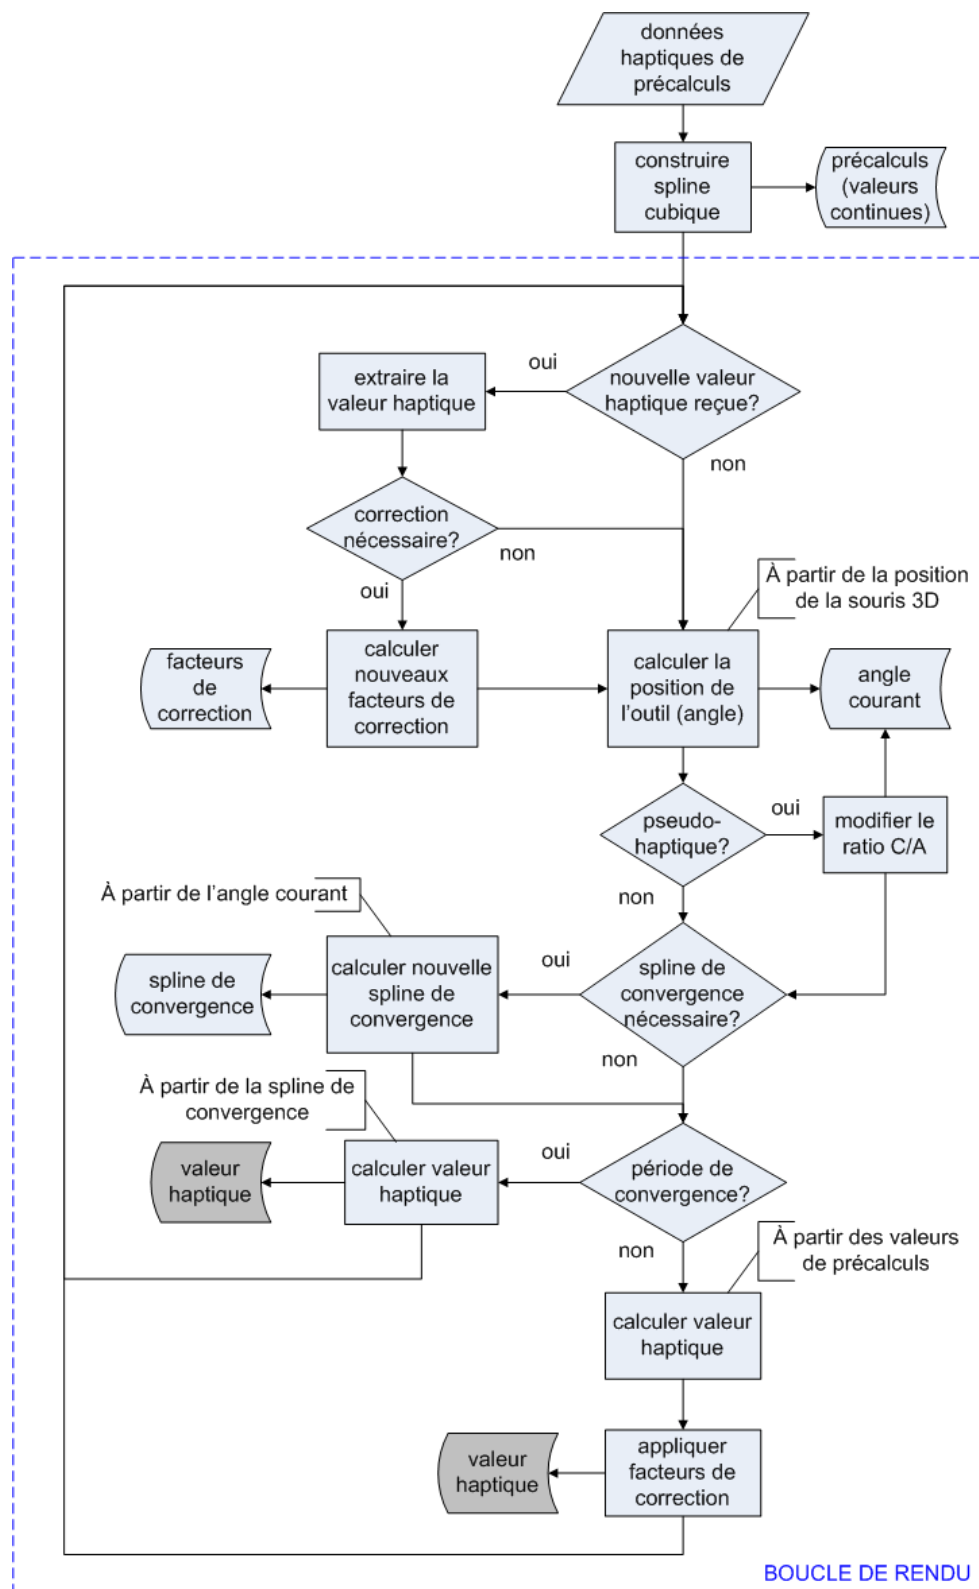 données
haptiques de
précalculs
construire
spline
cubique
précalculs
(valeurs
continues)
nouvelle valeur
haptique reçue?
oui
non
extraire la
valeur haptique
correction
nécessaire?
non
oui
À partir de la position
de la souris 3D
facteurs
de
correction
calculer
nouveaux
facteurs de
correction
calculer la
position de
l’outil (angle)
angle
courant
pseudo-
haptique?
oui
modifier le
ratio C/A
non
À partir de l’angle courant
spline de
convergence
calculer nouvelle
spline de
convergence
oui
spline de
convergence
nécessaire?
non
À partir de la spline de
convergence
valeur
haptique
calculer valeur
haptique
oui
période de
convergence?
non
À partir des valeurs
de précalculs
calculer valeur
haptique
valeur
haptique
appliquer
facteurs de
correction
BOUCLE DE RENDU